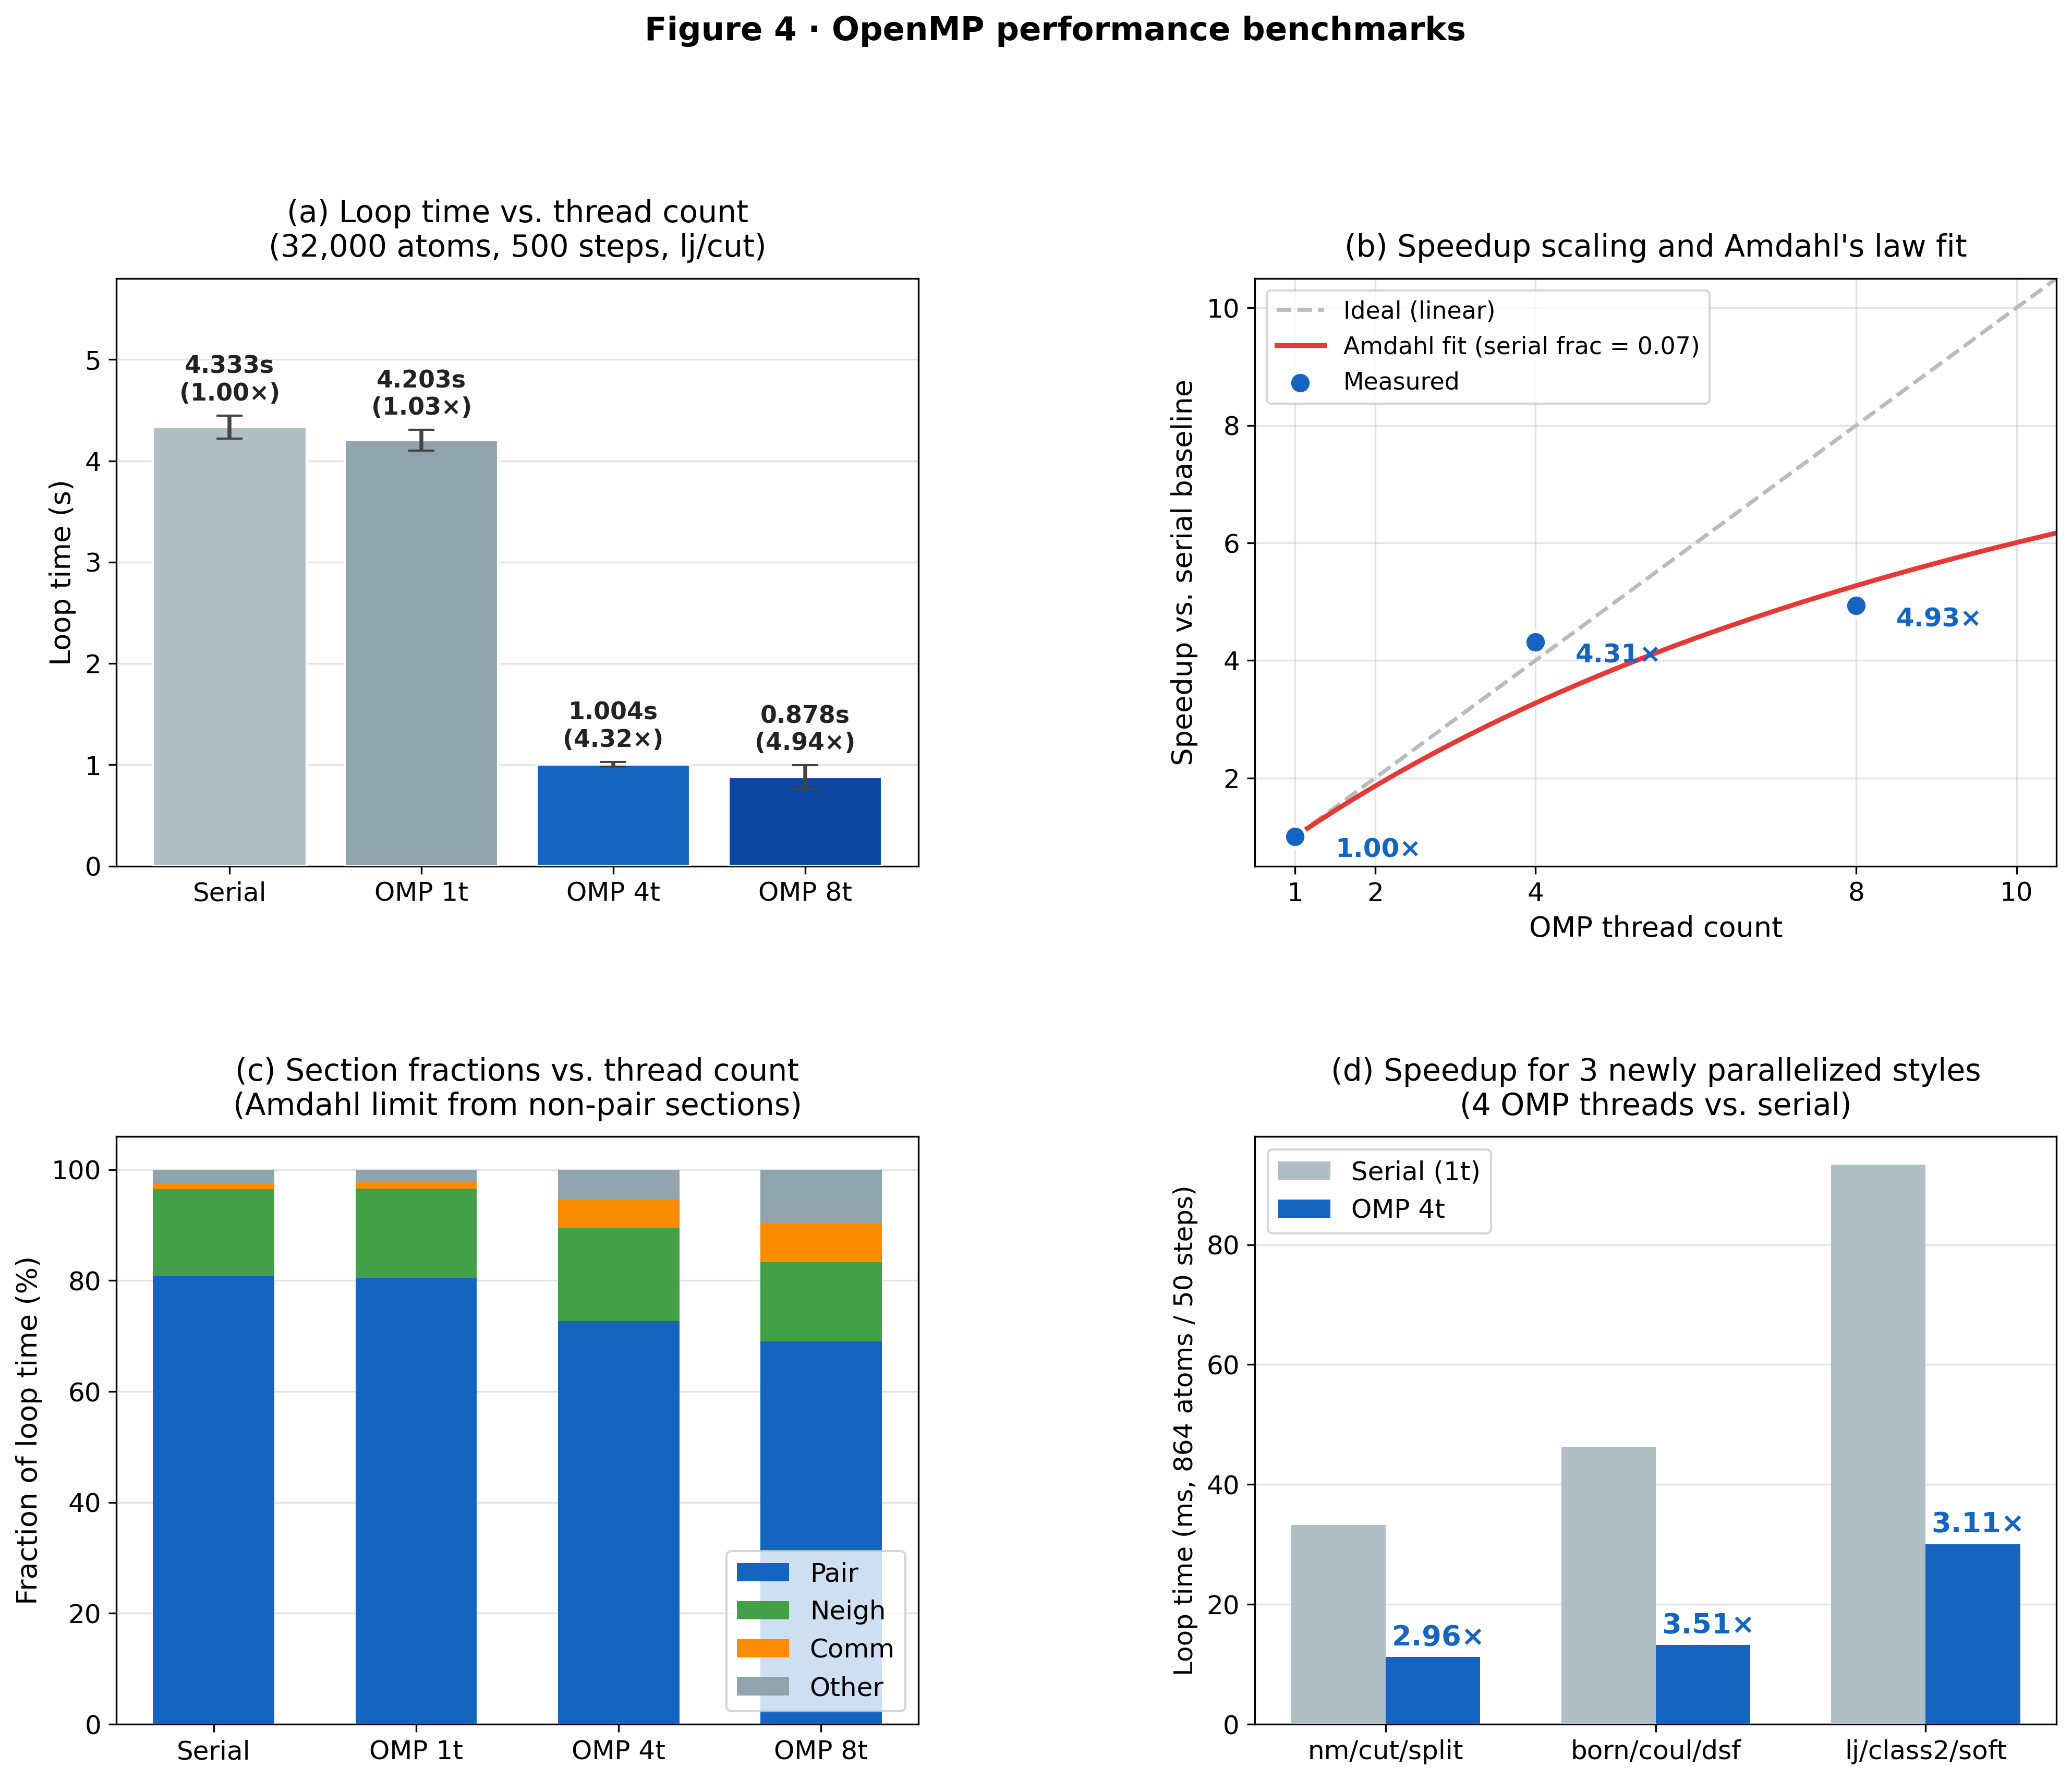 Figure 4 · OpenMP performance benchmarks
(a) Loop time vs. thread count
(32,000 atoms, 500 steps, lj/cut)
Loop time (s)
5
4
3
2
1
0
4.333s
(1.00×)
4.203s
(1.03×)
1.004s
(4.32×)
0.878s
(4.94×)
Serial
OMP 1t
OMP 4t
OMP 8t
(b) Speedup scaling and Amdahl's law fit
Speedup vs. serial baseline
10
8
6
4
2
Ideal (linear)
Amdahl fit (serial frac = 0.07)
Measured
1.00×
4.31×
4.93×
1
2
4
8
10
OMP thread count
(c) Section fractions vs. thread count
(Amdahl limit from non-pair sections)
Fraction of loop time (%)
100
80
60
40
20
0
Pair
Neigh
Comm
Other
Serial
OMP 1t
OMP 4t
OMP 8t
(d) Speedup for 3 newly parallelized styles
(4 OMP threads vs. serial)
Loop time (ms, 864 atoms / 50 steps)
80
60
40
20
0
Serial (1t)
OMP 4t
2.96×
3.51×
3.11×
nm/cut/split
born/coul/dsf
lj/class2/soft